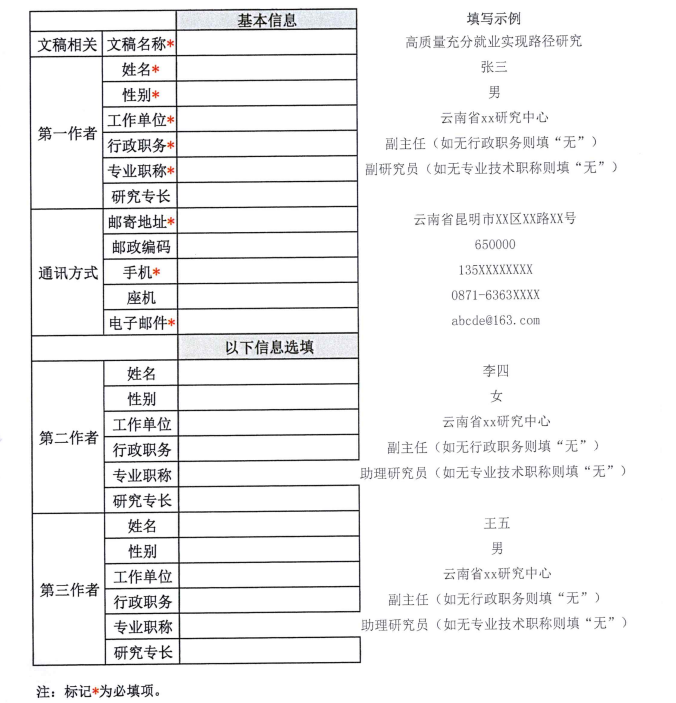 基本信息 填写示例
文稿相关 文稿名称* 高质量充分就业实现路径研究
第一作者
姓名* 张三
性别* 男
工作单位* 云南省xx研究中心
行政职务* 副主任（如无行政职务则填“无”）
专业职称* 副研究员（如无专业技术职称则填“无”）
研究专长
通讯方式
邮寄地址* 云南省昆明市XX区XX路XX号
邮政编码 650000
手机* 135XXXXXXXX
座机 0871-6363XXXX
电子邮件* abcde@163.com
以下信息选填
第二作者
姓名 李四
性别 女
工作单位 云南省xx研究中心
行政职务 副主任（如无行政职务则填“无”）
专业职称 助理研究员（如无专业技术职称则填“无”）
研究专长
第三作者
姓名 王五
性别 男
工作单位 云南省xx研究中心
行政职务 副主任（如无行政职务则填“无”）
专业职称 助理研究员（如无专业技术职称则填“无”）
研究专长
注：标记*为必填项。